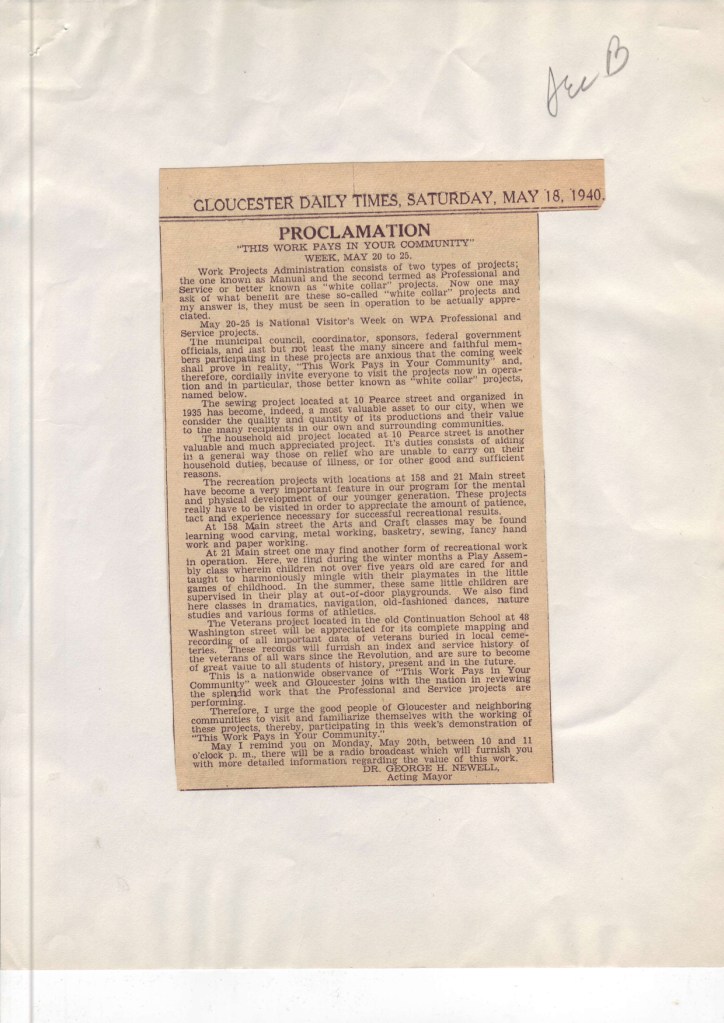 Sec B
GLOUCESTER DAILY TIMES, SATURDAY, MAY 18, 1940.
PROCLAMATION
"THIS WORK PAYS IN YOUR COMMUNITY"
WEEK, MAY 20 to 25.
Work Projects Administration consists of two types of projects;
the one known as Manual and the second termed as Professional and
Service or better known as "white collar" projects. Now one may
ask of what benefit are these so-called "white collar" projects and
my answer is, they must be seen in operation to be actually appre-
ciated.
May 20-25 is National Visitor's Week on WPA Professional and
Service projects.
The municipal council, coordinator, sponsors, federal government
officials, and last but not least the many sincere and faithful mem-
bers participating in these projects are anxious that the coming week
shall prove in reality, "This Work Pays in Your Community" and,
therefore, cordially invite everyone to visit the projects now in opera-
tion and in particular, those better known as "white collar" projects,
named below.
The sewing project located at 10 Pearce street and organized in
1935 has become, indeed, a most valuable asset to our city, when we
consider the quality and quantity of its productions and their value
to the many recipients in our own and surrounding communities.
The household aid project located at 10 Pearce street is another
valuable and much appreciated project. It's duties consists of aiding
in a general way those on relief who are unable to carry on their
household duties, because of illness, or for other good and sufficient
reasons.
The recreation projects with locations at 158 and 21 Main street
have become a very important feature in our program for the mental
and physical development of our younger generation. These projects
really have to be visited in order to appreciate the amount of patience,
tact and experience necessary for successful recreational results.
At 158 Main street the Arts and Craft classes may be found
learning wood carving, metal working, basketry, sewing, fancy hand
work and paper working.
At 21 Main street one may find another form of recreational work
in operation. Here, we find during the winter months a Play Assem-
bly class wherein children not over five years old are cared for and
taught to harmoniously mingle with their playmates in the little
games of childhood. In the summer, these same little children are
supervised in their play at out-of-door playgrounds. We also find
here classes in dramatics, navigation, old-fashioned dances, nature
studies and various forms of athletics.
The Veterans project located in the old Continuation School at 48
Washington street will be appreciated for its complete mapping and
recording of all important data of veterans buried in local ceme-
teries. These records will furnish an index and service history of
the veterans of all wars since the Revolution, and are sure to become
of great value to all students of history, present and in the future.
This is a nationwide observance of "This Work Pays in Your
Community" week and Gloucester joins with the nation in reviewing
the splendid work that the Professional and Service projects are
performing.
Therefore, I urge the good people of Gloucester and neighboring
communities to visit and familiarize themselves with the working of
these projects, thereby, participating in this week's demonstration of
"This Work Pays in Your Community."
May I remind you on Monday, May 20th, between 10 and 11
o'clock p. m., there will be a radio broadcast which will furnish you
with more detailed information regarding the value of this work.
DR. GEORGE H. NEWELL,
Acting Mayor